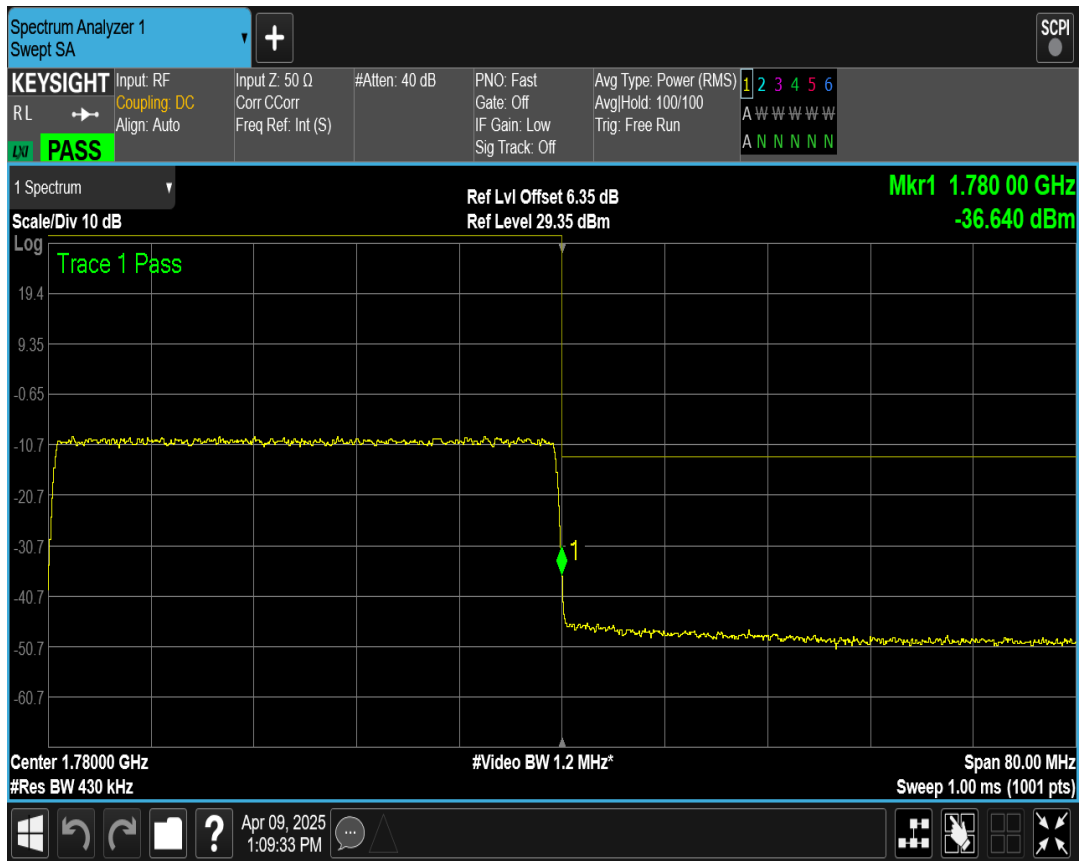 Spectrum Analyzer 1
Swept SA
+
SCPI
KEYSIGHT
RL
LXI
PASS
Input: RF
Coupling: DC
Align: Auto
Input Z: 50 Ω
Corr CCorr
Freq Ref: Int (S)
#Atten: 40 dB
PNO: Fast
Gate: Off
IF Gain: Low
Sig Track: Off
Avg Type: Power (RMS)
Avg|Hold: 100/100
Trig: Free Run
1 2 3 4 5 6
A W W W W W
A N N N N N
1 Spectrum
Scale/Div 10 dB
Ref Lvl Offset 6.35 dB
Ref Level 29.35 dBm
Mkr1 1.780 00 GHz
-36.640 dBm
Log
Trace 1 Pass
19.4
9.35
-0.65
-10.7
-20.7
-30.7
-40.7
-50.7
-60.7
1
Center 1.78000 GHz
#Res BW 430 kHz
#Video BW 1.2 MHz*
Span 80.00 MHz
Sweep 1.00 ms (1001 pts)
?
Apr 09, 2025
1:09:33 PM